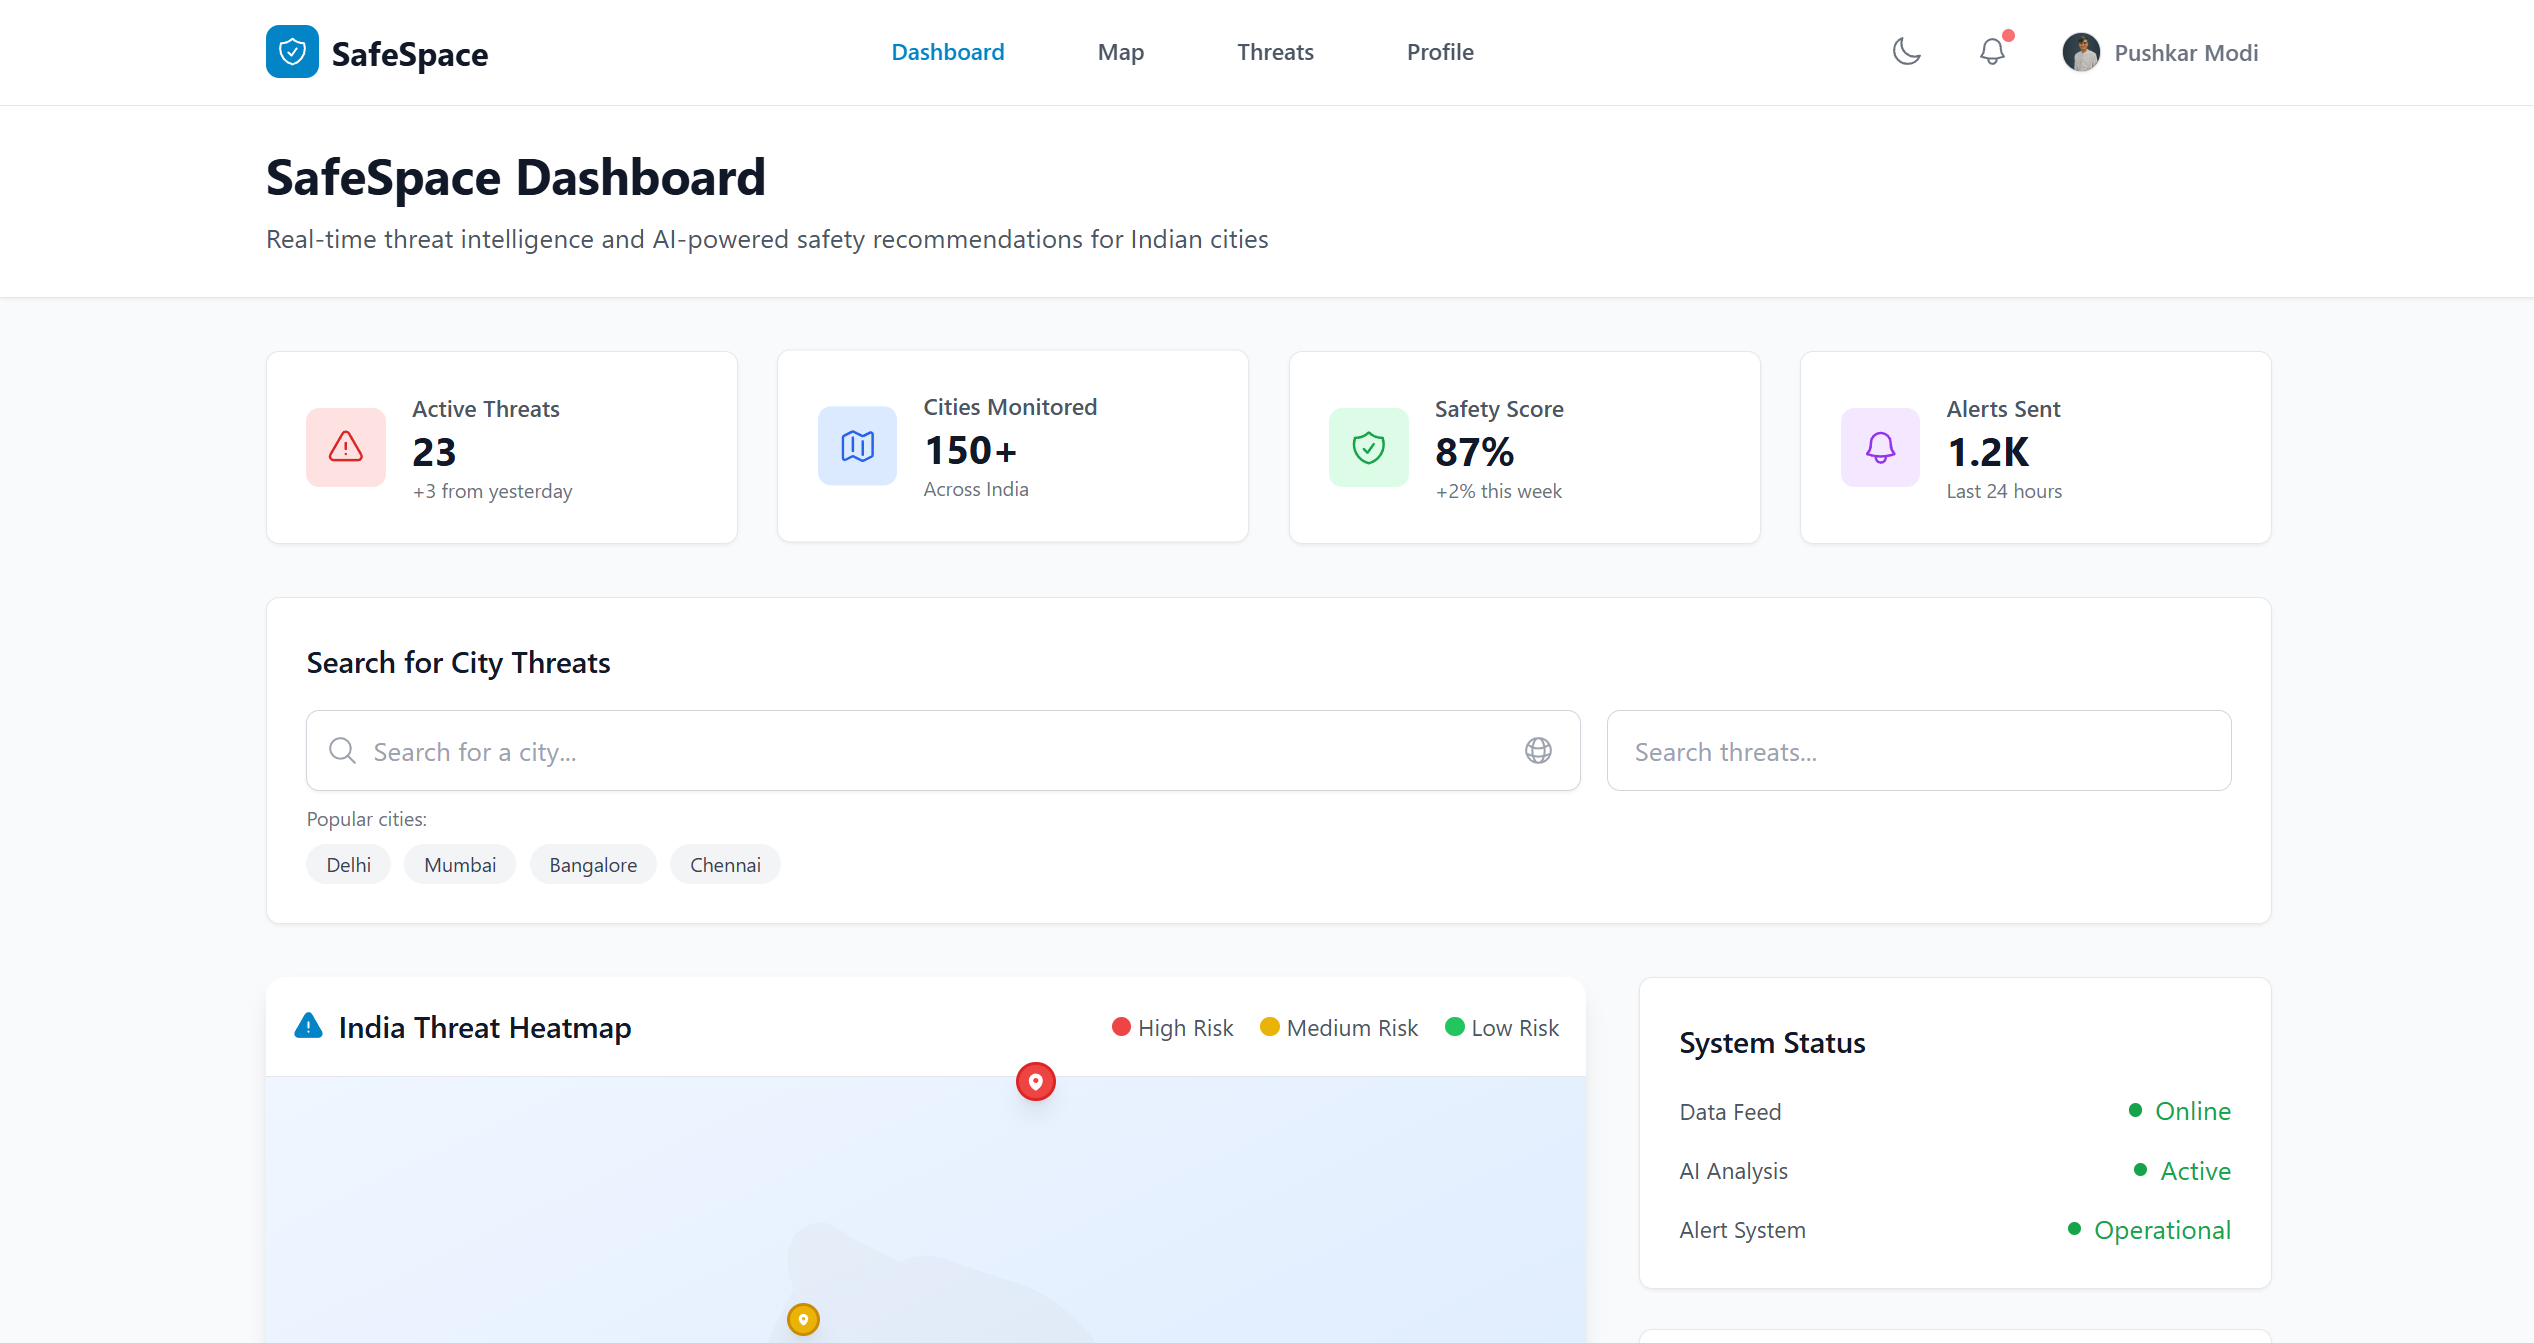 SafeSpace
Dashboard
Map
Threats
Profile
Pushkar Modi
SafeSpace Dashboard
Real-time threat intelligence and AI-powered safety recommendations for Indian cities
Active Threats
23
+3 from yesterday
Cities Monitored
150+
Across India
Safety Score
87%
+2% this week
Alerts Sent
1.2K
Last 24 hours
Search for City Threats
Search for a city...
Search threats...
Popular cities:
Delhi
Mumbai
Bangalore
Chennai
India Threat Heatmap
High Risk
Medium Risk
Low Risk
System Status
Data Feed
Online
AI Analysis
Active
Alert System
Operational